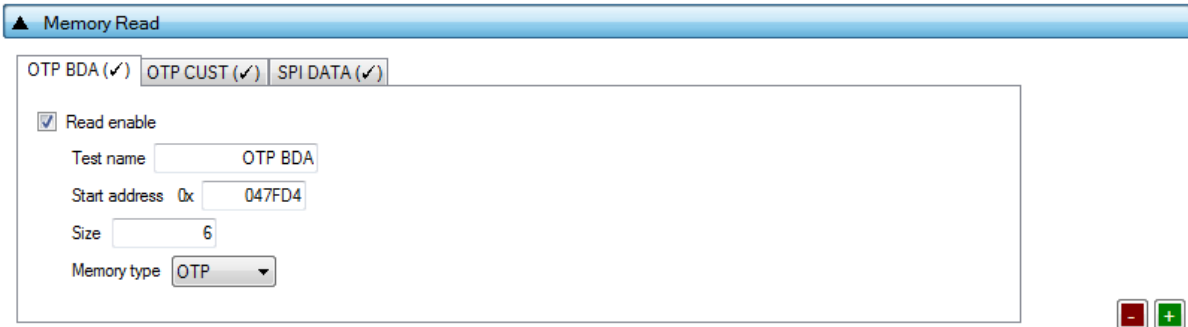 ▲ Memory Read
OTP BDA (✓) OTP CUST (✓) SPI DATA (✓)
Read enable
Test name OTP BDA
Start address 0x 047FD4
Size 6
Memory type OTP
- +